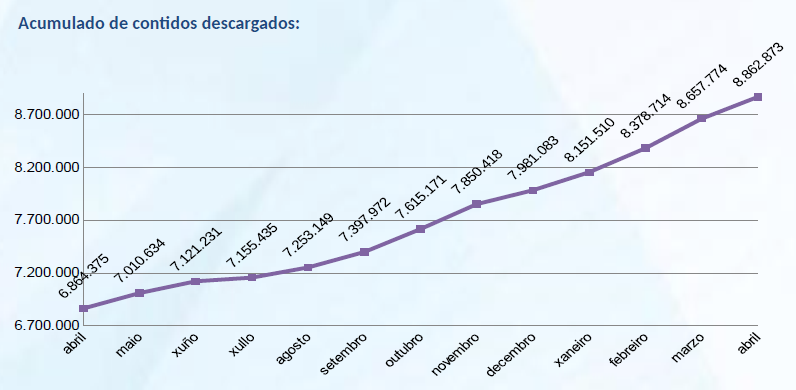 Acumulado de contidos descargados:
8.700.000
8.200.000
7.700.000
7.200.000
6.700.000
6.864.375
7.010.634
7.121.231
7.155.435
7.253.149
7.397.972
7.615.171
7.850.418
7.981.083
8.151.510
8.378.714
8.657.774
8.862.873
abril
maio
xuño
xullo
agosto
setembro
outubro
novembro
decembro
xaneiro
febreiro
marzo
abril